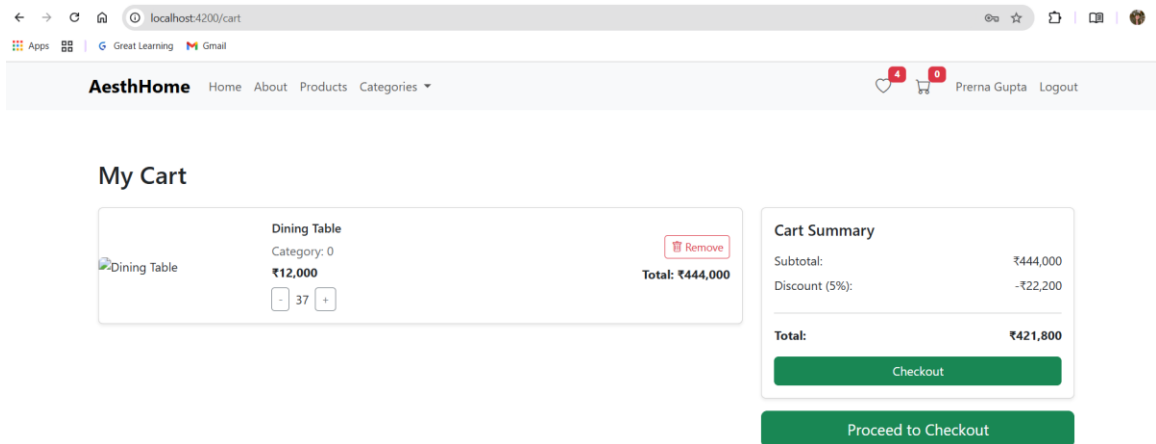 localhost:4200/cart
Apps G Great Learning Gmail
AesthHome Home About Products Categories 4 0 Prerna Gupta Logout
My Cart
Dining Table
Dining Table
Category: 0
₹12,000
- 37 +
Remove
Total: ₹444,000
Cart Summary
Subtotal: ₹444,000
Discount (5%): -₹22,200
Total: ₹421,800
Checkout
Proceed to Checkout